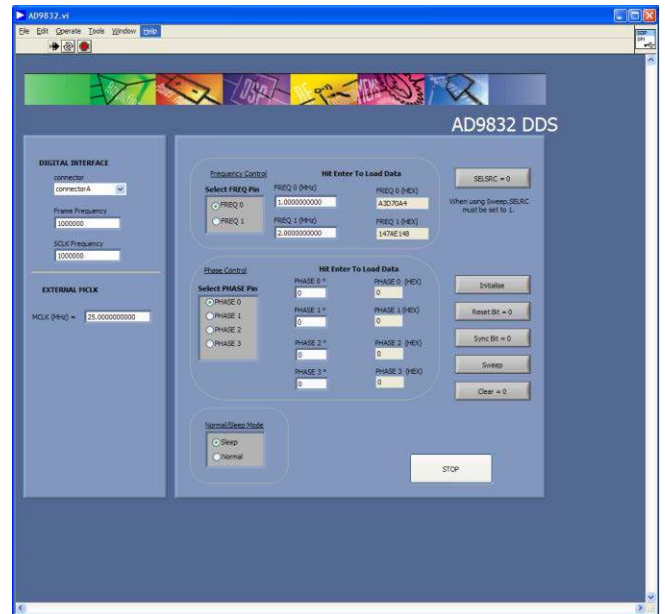 AD9832.vi
File Edit Operate Tools Window Help
DSP
RF
MEMS
AD9832 DDS
DIGITAL INTERFACE
connector
connectorA
Frame Frequency
1000000
SCLK Frequency
1000000
EXTERNAL MCLK
MCLK (MHz) = 25.0000000000
Frequency Control
Hit Enter To Load Data
Select FREQ Pin
FREQ 0
FREQ 1
FREQ 0 (MHz)
1.0000000000
FREQ 0 (HEX)
A3D70A4
FREQ 1 (MHz)
2.0000000000
FREQ 1 (HEX)
147AE148
SELSRC = 0
When using Sweep,SELRC
must be set to 1.
Phase Control
Hit Enter To Load Data
Select PHASE Pin
PHASE 0
PHASE 1
PHASE 2
PHASE 3
PHASE 0 °
0
PHASE 0 (HEX)
0
PHASE 1 °
0
PHASE 1 (HEX)
0
PHASE 2 °
0
PHASE 2 (HEX)
0
PHASE 3 °
0
PHASE 3 (HEX)
0
Initialise
Reset Bit = 0
Sync Bit = 0
Sweep
Clear = 0
Normal/Sleep Mode
Sleep
Normal
STOP